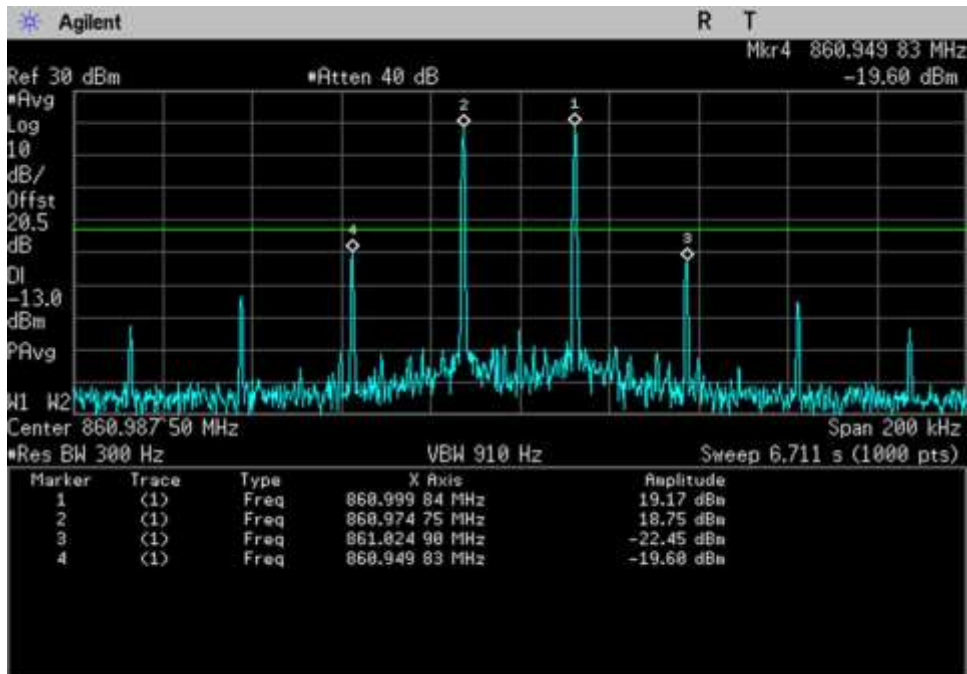 Agilent R T
Mkr4 860.949 83 MHz
Ref 30 dBm #Atten 40 dB -19.60 dBm
#Avg
Log
10
dB/
Offst
20.5
dB
DI
-13.0
dBm
PAvg
W1 W2
2
1
4
3
Center 860.987 50 MHz Span 200 kHz
#Res BW 300 Hz VBW 910 Hz Sweep 6.711 s (1000 pts)
Marker Trace Type X Axis Amplitude
1 (1) Freq 860.999 84 MHz 19.17 dBm
2 (1) Freq 860.974 75 MHz 18.75 dBm
3 (1) Freq 861.024 90 MHz -22.45 dBm
4 (1) Freq 860.949 83 MHz -19.60 dBm